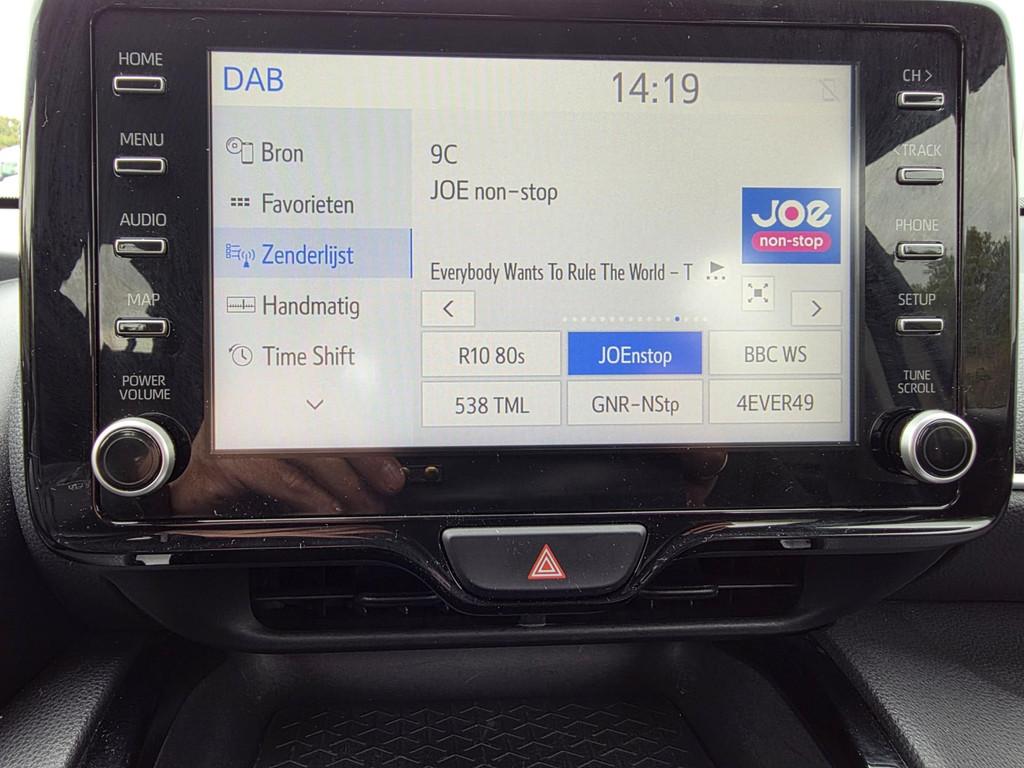 HOME
MENU
AUDIO
MAP
POWER
VOLUME
DAB
14:19
Bron
Favorieten
Zenderlijst
Handmatig
Time Shift
9C
JOE non-stop
JOE
non-stop
Everybody Wants To Rule The World - T
R10 80s
JOEnstop
BBC WS
538 TML
GNR-NStp
4EVER49
CH >
< TRACK
PHONE
SETUP
TUNE
SCROLL